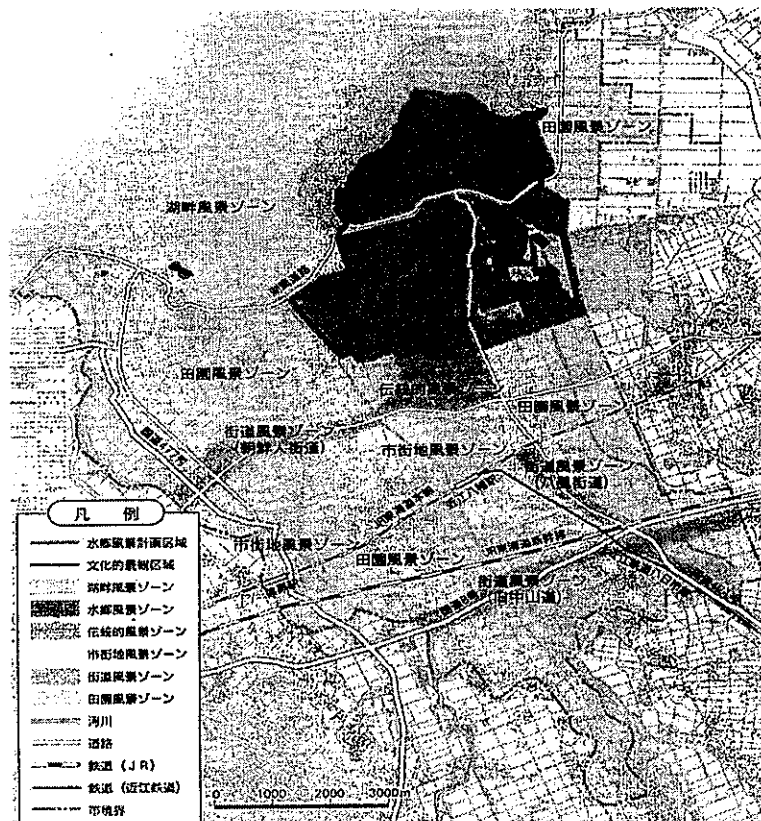 田園風景ゾーン
湖畔風景ゾーン
田園風景ゾーン
伝統的風景ゾーン
田園風景ゾ
街道風景ゾーン
(朝鮮人街道)
市街地風景ゾーン
街道風景ゾーン
(八風街道)
市街地風景ゾーン
田園風景ゾーン
街道風景ゾーン
(旧中山道)
凡 例
水郷風景計画区域
文化的景観区域
湖畔風景ゾーン
水郷風景ゾーン
伝統的風景ゾーン
市街地風景ゾーン
街道風景ゾーン
田園風景ゾーン
河川
道路
鉄道(JR)
鉄道(近江鉄道)
市境界
0 1000 2000 3000m